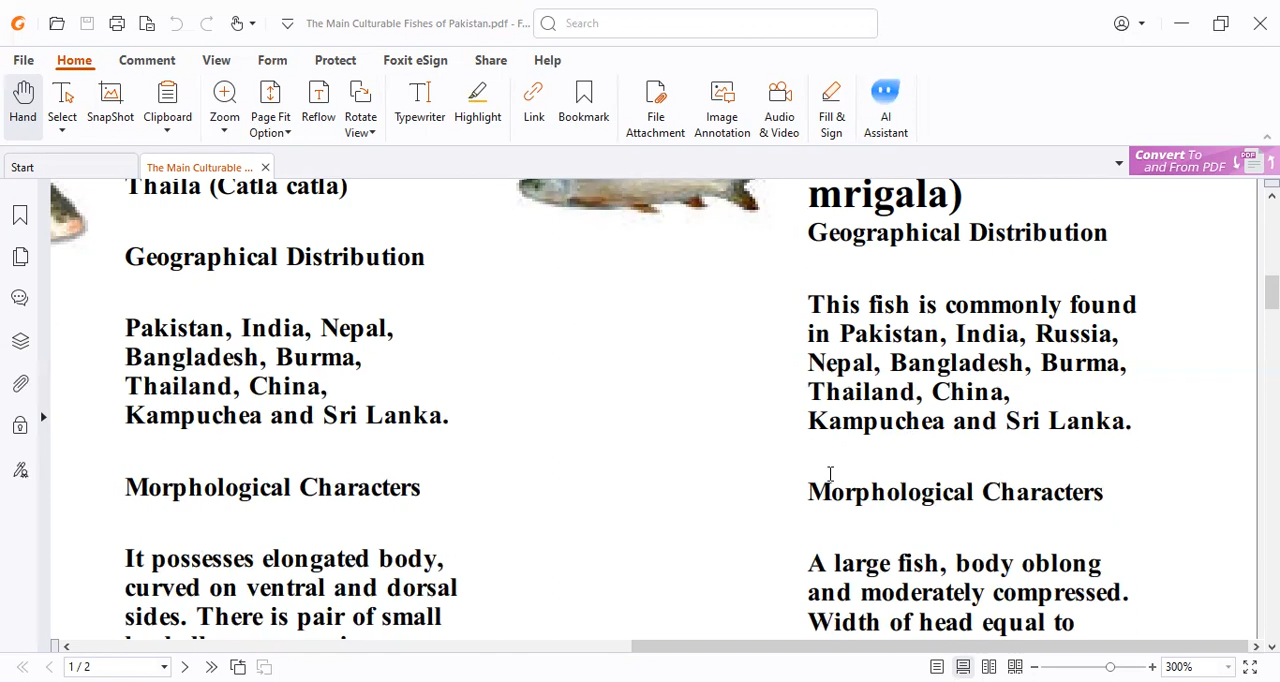 The Main Culturable Fishes of Pakistan.pdf - F...
Search
File
Home
Comment
View
Form
Protect
Foxit eSign
Share
Help
Hand
Select
SnapShot
Clipboard
Zoom
Page Fit
Option
Reflow
Rotate
View
Typewriter
Highlight
Link
Bookmark
File
Attachment
Image
Annotation
Audio
& Video
Fill &
Sign
AI
Assistant
Start
The Main Culturable ...
Convert To
and From PDF
PDF
Thaila (Catla catla)
Geographical Distribution
Pakistan, India, Nepal,
Bangladesh, Burma,
Thailand, China,
Kampuchea and Sri Lanka.
Morphological Characters
It possesses elongated body,
curved on ventral and dorsal
sides. There is pair of small
mrigala)
Geographical Distribution
This fish is commonly found
in Pakistan, India, Russia,
Nepal, Bangladesh, Burma,
Thailand, China,
Kampuchea and Sri Lanka.
Morphological Characters
A large fish, body oblong
and moderately compressed.
Width of head equal to
1 / 2
300%